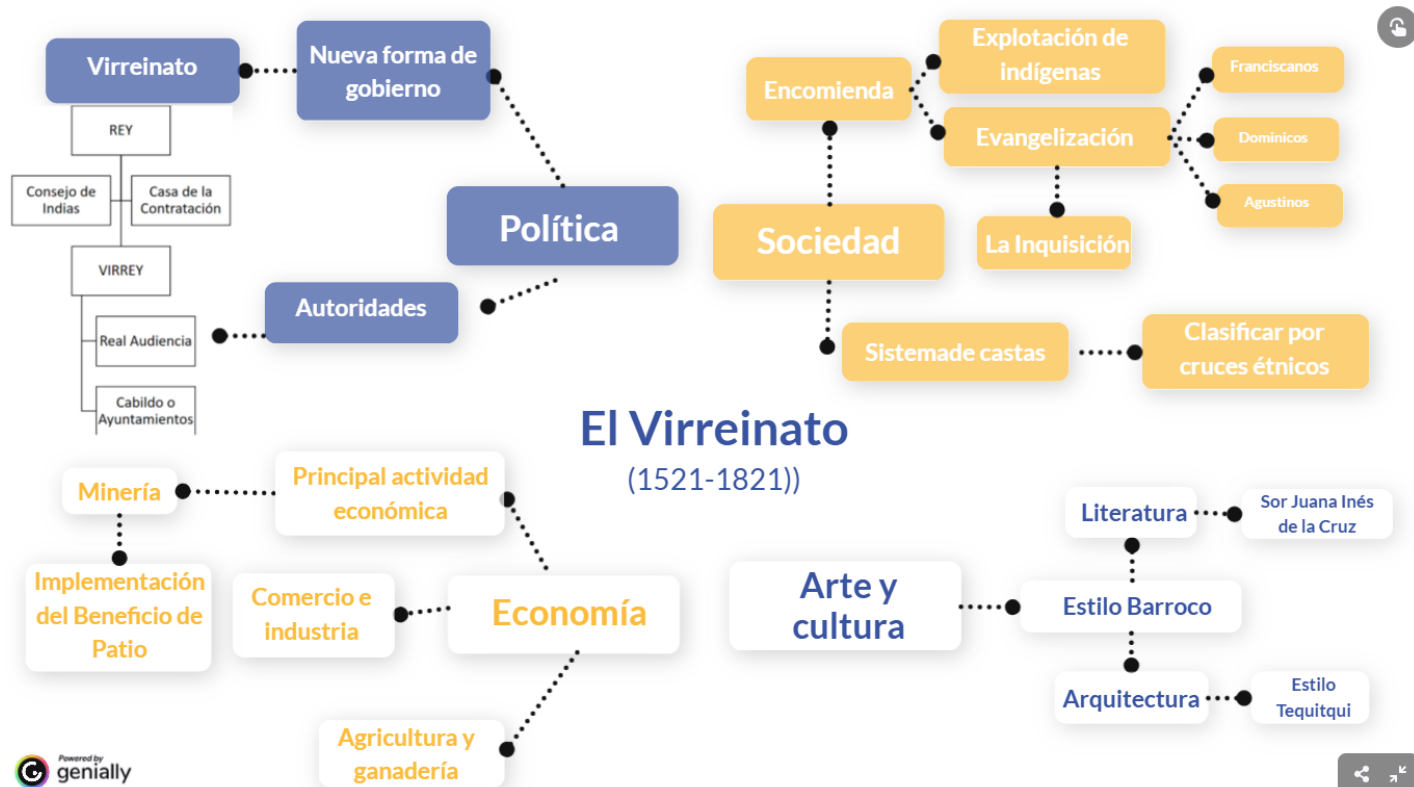 Virreinato
Nueva forma de
gobierno
REY
Consejo de
Indias
Casa de la
Contratación
VIRREY
Real Audiencia
Cabildo o
Ayuntamientos
Política
Autoridades
Encomienda
Explotación de
indígenas
Evangelización
Franciscanos
Dominicos
Agustinos
La Inquisición
Sociedad
Sistemade castas
Clasificar por
cruces étnicos
El Virreinato
(1521-1821))
Minería
Principal actividad
económica
Implementación
del Beneficio de
Patio
Comercio e
industria
Economía
Agricultura y
ganadería
Arte y
cultura
Literatura
Sor Juana Inés
de la Cruz
Estilo Barroco
Arquitectura
Estilo
Tequitqui
Powered by
genially